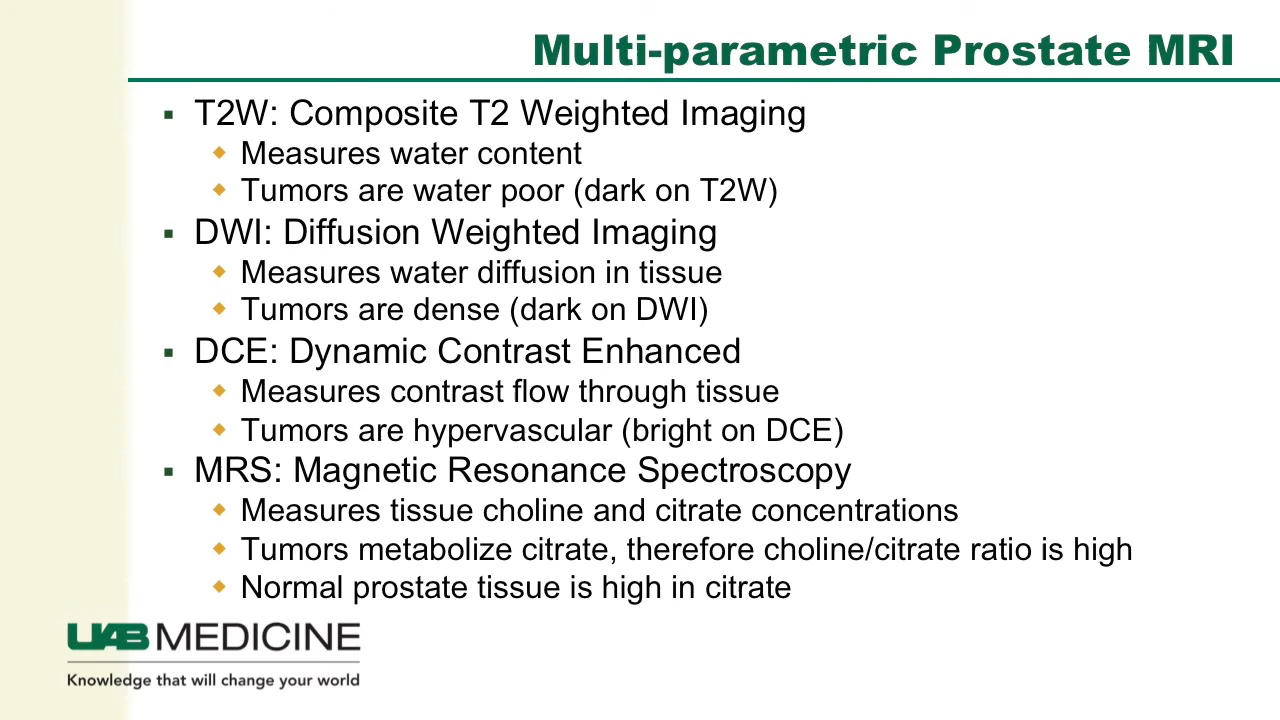 Multi-parametric Prostate MRI
▪ T2W: Composite T2 Weighted Imaging
◆ Measures water content
◆ Tumors are water poor (dark on T2W)
▪ DWI: Diffusion Weighted Imaging
◆ Measures water diffusion in tissue
◆ Tumors are dense (dark on DWI)
▪ DCE: Dynamic Contrast Enhanced
◆ Measures contrast flow through tissue
◆ Tumors are hypervascular (bright on DCE)
▪ MRS: Magnetic Resonance Spectroscopy
◆ Measures tissue choline and citrate concentrations
◆ Tumors metabolize citrate, therefore choline/citrate ratio is high
◆ Normal prostate tissue is high in citrate
UAB MEDICINE
Knowledge that will change your world